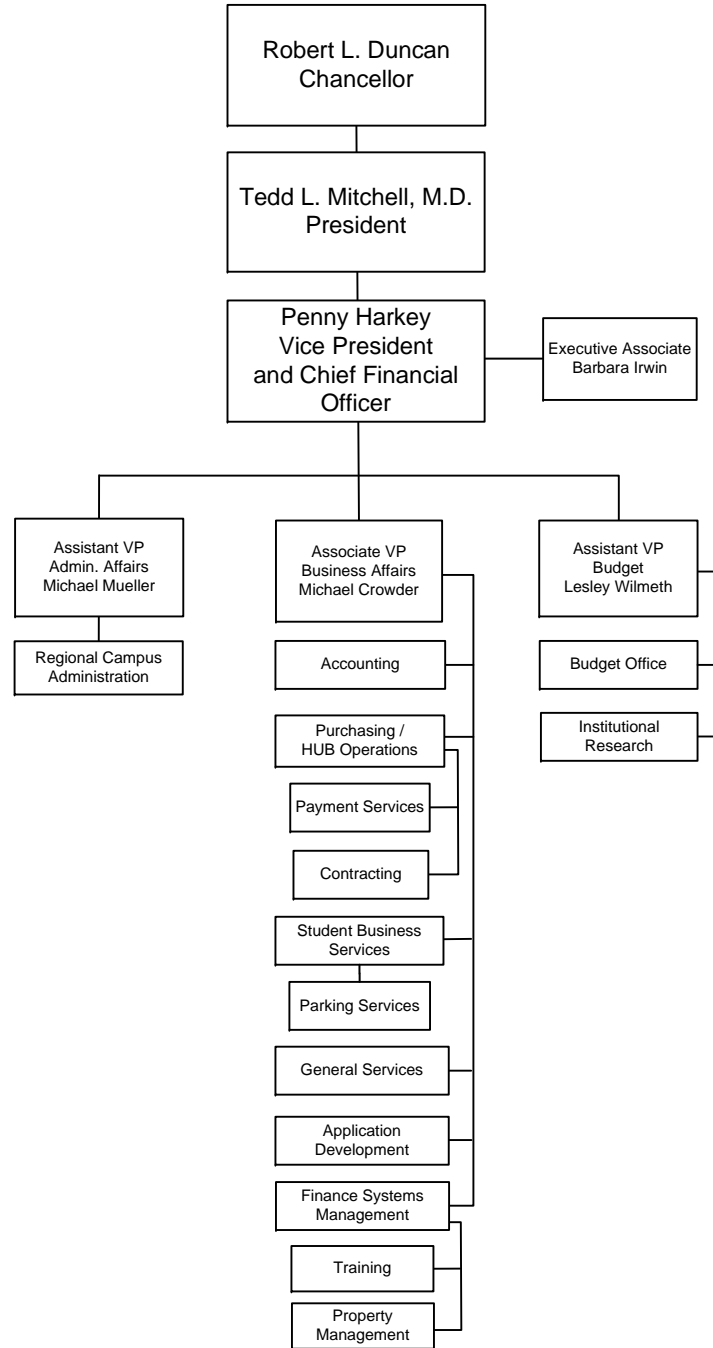 Robert L. Duncan
Chancellor
Tedd L. Mitchell, M.D.
President
Penny Harkey
Vice President
and Chief Financial
Officer
Executive Associate
Barbara Irwin
Assistant VP
Admin. Affairs
Michael Mueller
Regional Campus
Administration
Associate VP
Business Affairs
Michael Crowder
Accounting
Purchasing /
HUB Operations
Payment Services
Contracting
Student Business
Services
Parking Services
General Services
Application
Development
Finance Systems
Management
Training
Property
Management
Assistant VP
Budget
Lesley Wilmeth
Budget Office
Institutional
Research